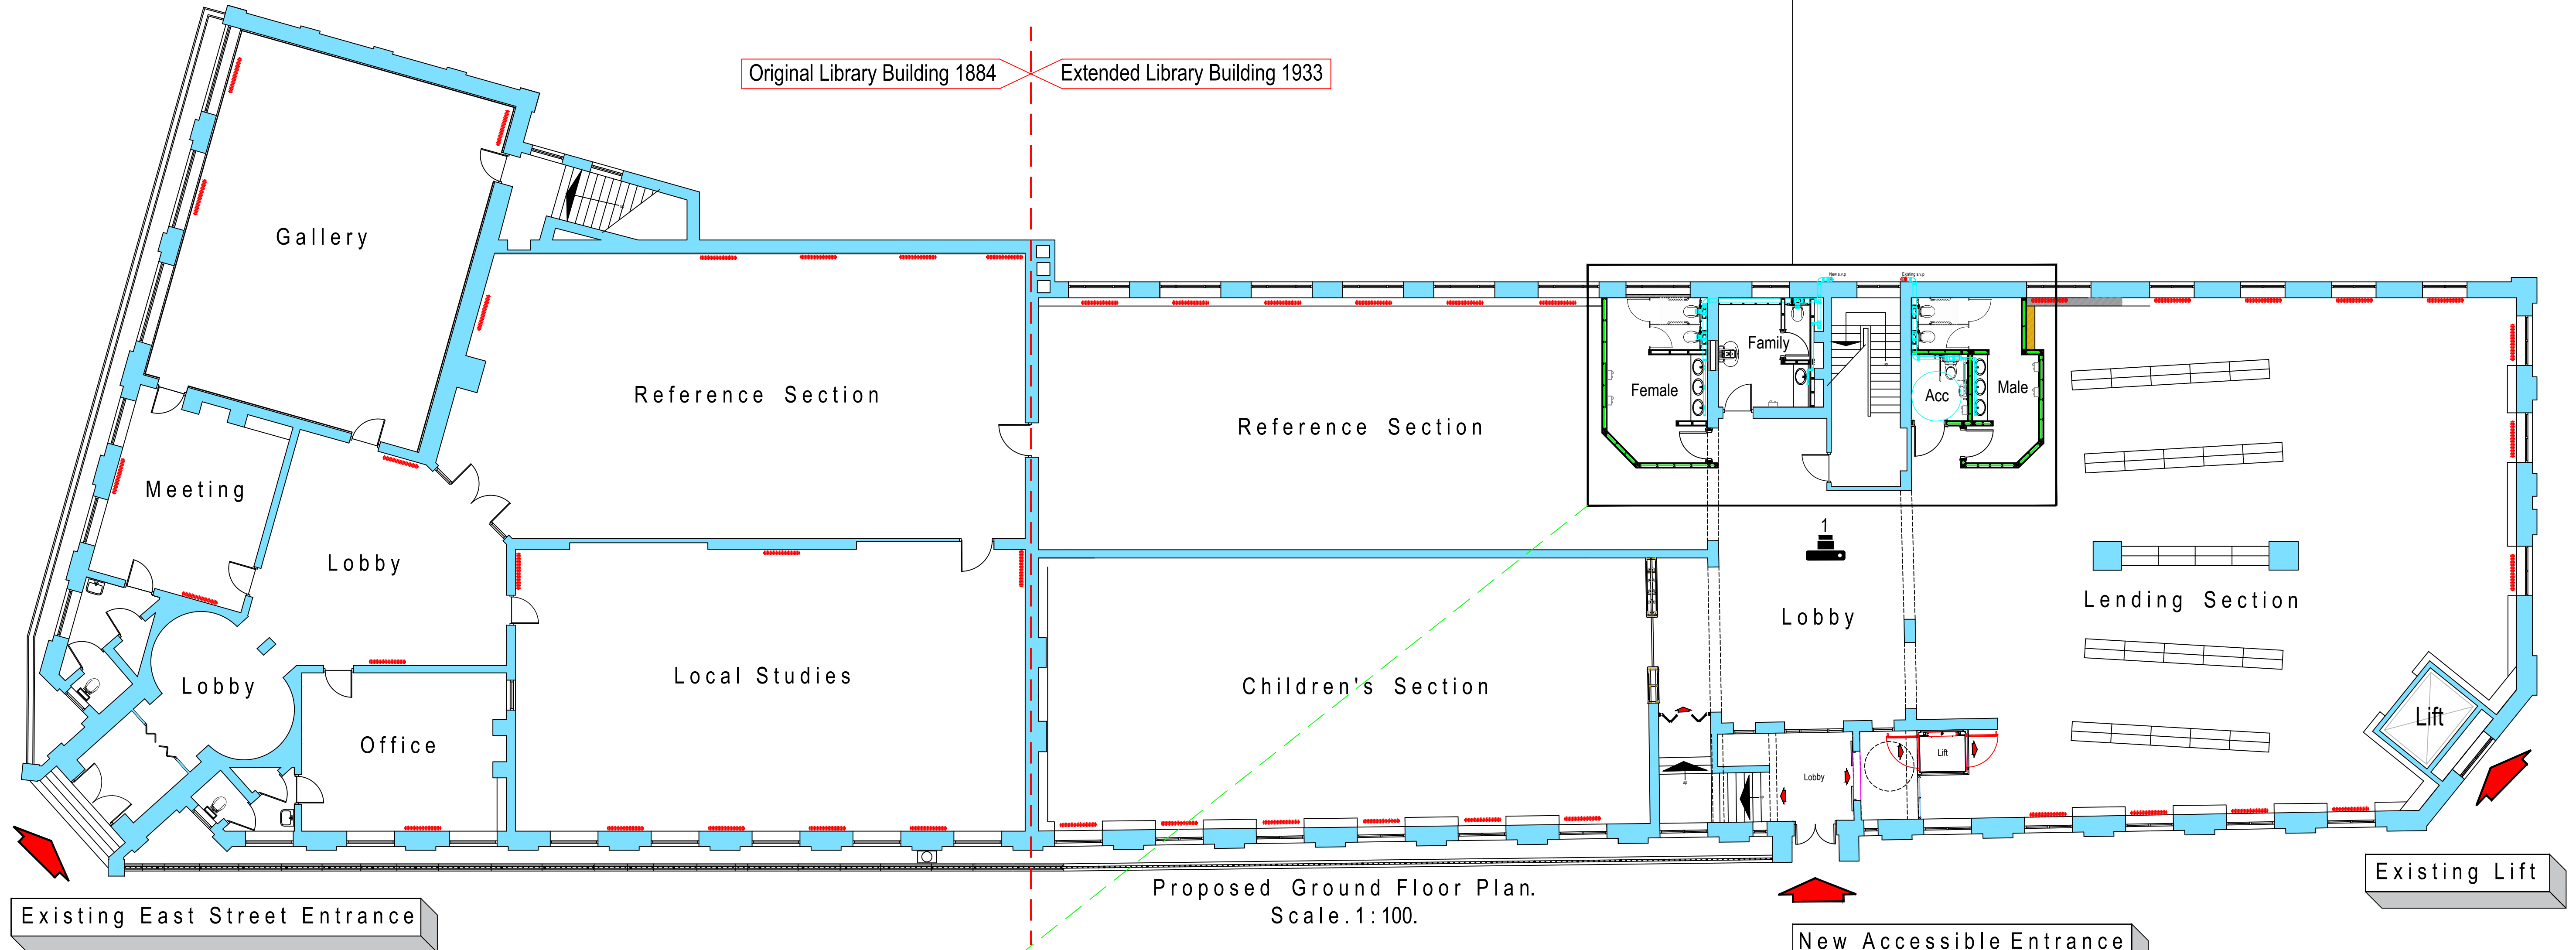 Original Library Building 1884
Extended Library Building 1933
Gallery
New s.v.p
Existing s.v.p
Family
Female
Acc
Male
Reference Section
Reference Section
Meeting
1
Lobby
Lobby
Lending Section
Local Studies
Lobby
Children's Section
Office
Lift
Lift
Lobby
Proposed Ground Floor Plan.
Scale.1:100.
Existing Lift
Existing East Street Entrance
New Accessible Entrance